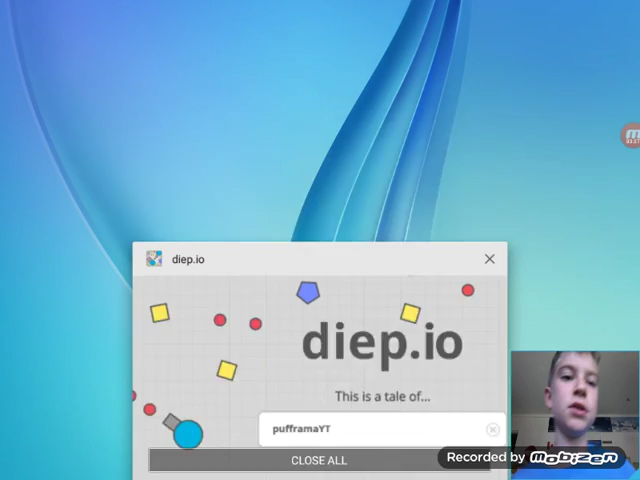 diep.io
diep.io
This is a tale of...
pufframaYT
CLOSE ALL
Recorded by mobizen